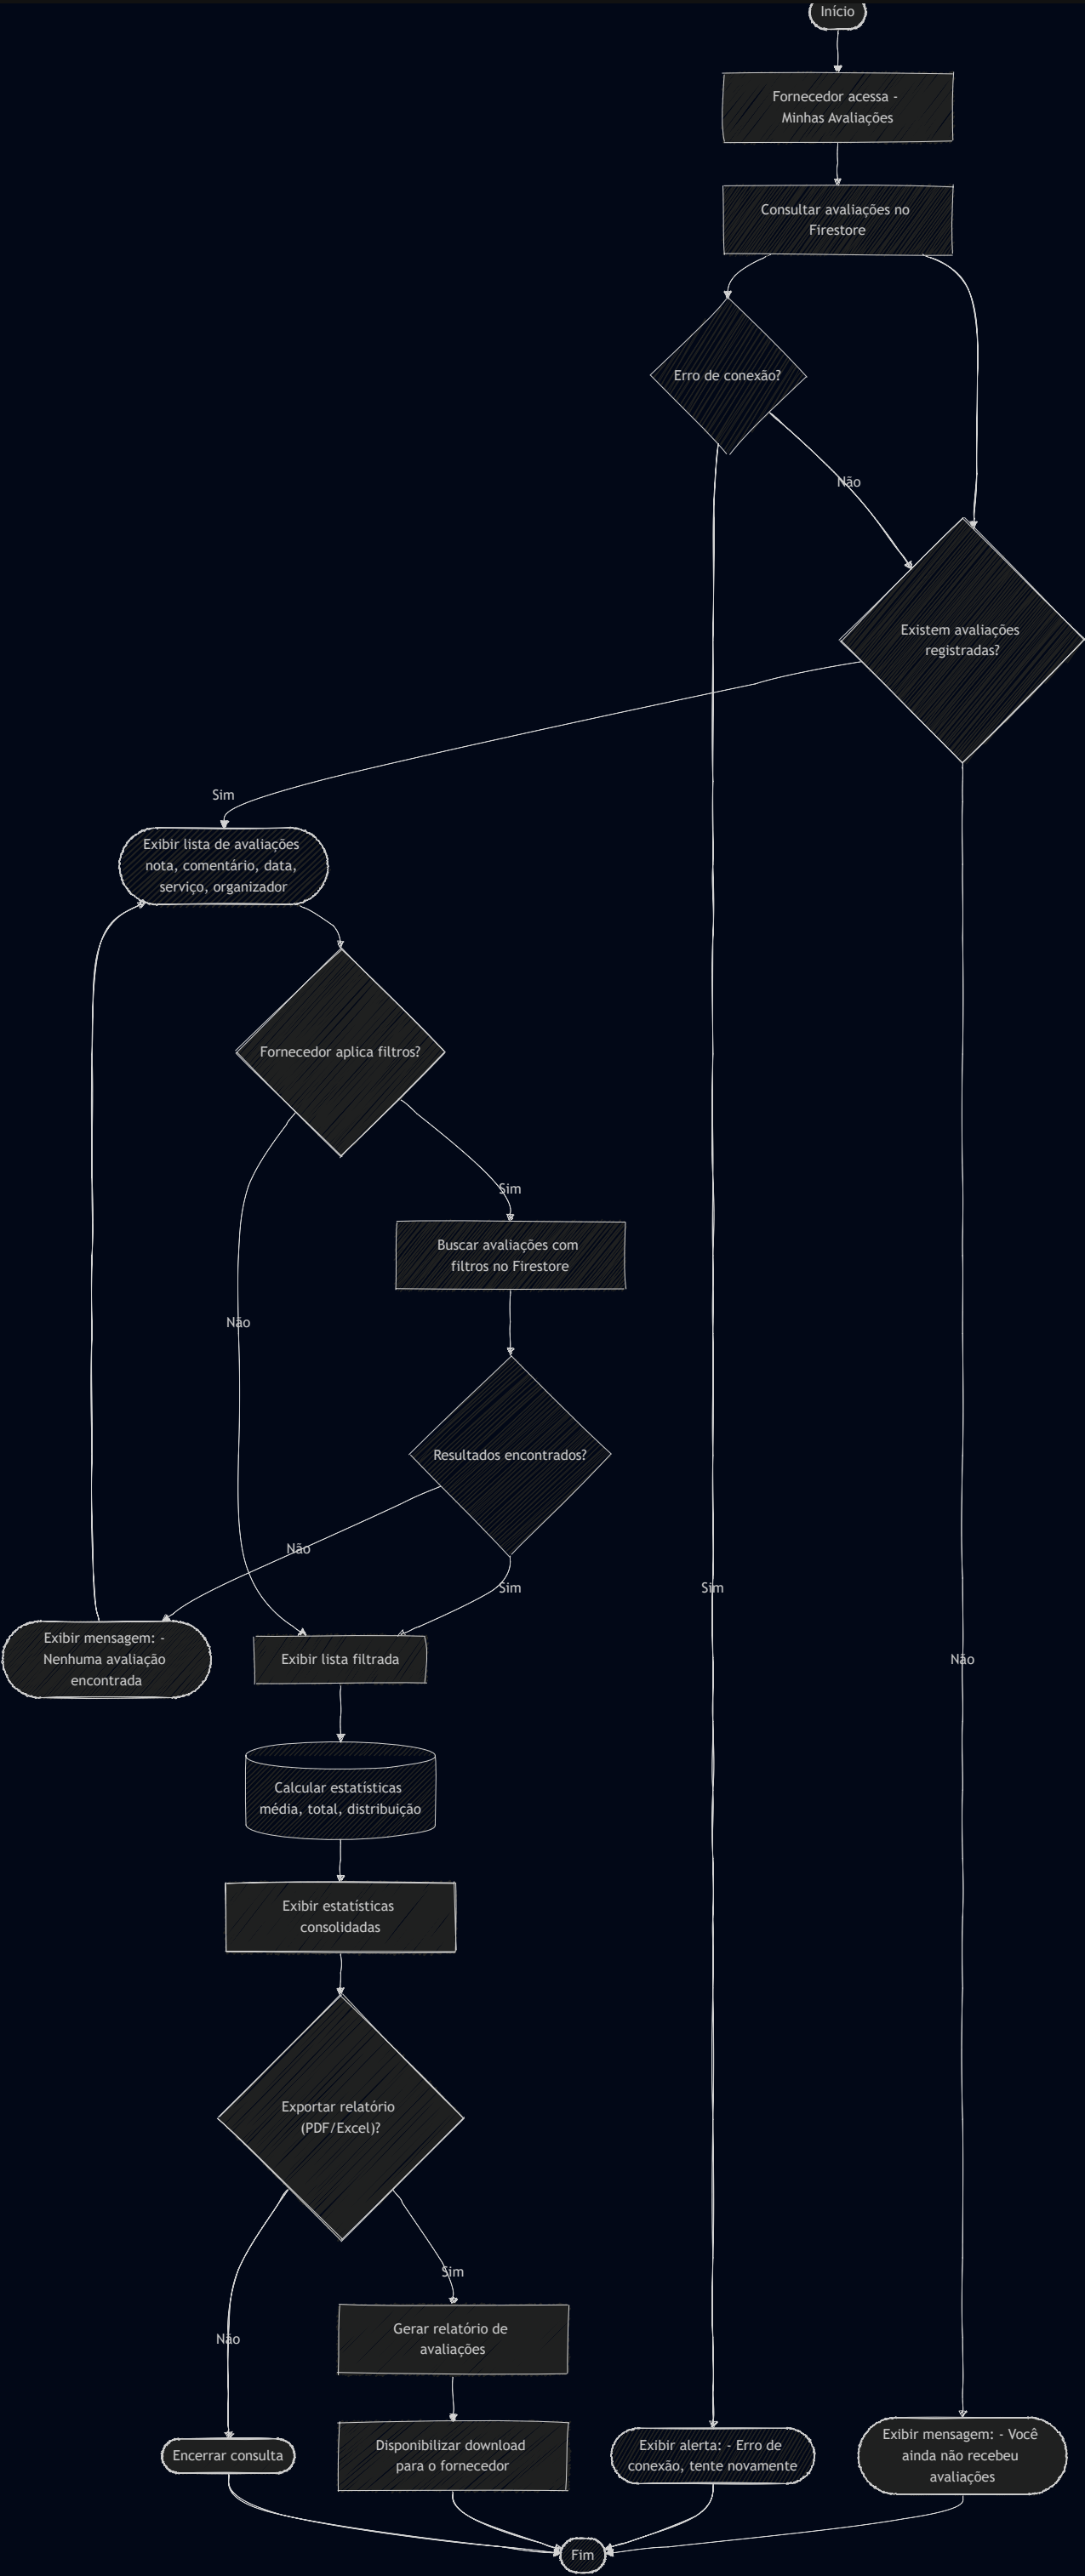 Início
Fornecedor acessa -
Minhas Avaliações
Consultar avaliações no
Firestore
Erro de conexão?
Não
Existem avaliações
registradas?
Sim
Exibir lista de avaliações
nota, comentário, data,
serviço, organizador
Fornecedor aplica filtros?
Sim
Buscar avaliações com
filtros no Firestore
Não
Resultados encontrados?
Não
Sim
Sim
Exibir mensagem: -
Nenhuma avaliação
encontrada
Exibir lista filtrada
Não
Calcular estatísticas
média, total, distribuição
Exibir estatísticas
consolidadas
Exportar relatório
(PDF/Excel)?
Sim
Gerar relatório de
avaliações
Não
Encerrar consulta
Disponibilizar download
para o fornecedor
Exibir alerta: - Erro de
conexão, tente novamente
Exibir mensagem: - Você
ainda não recebeu
avaliações
Fim